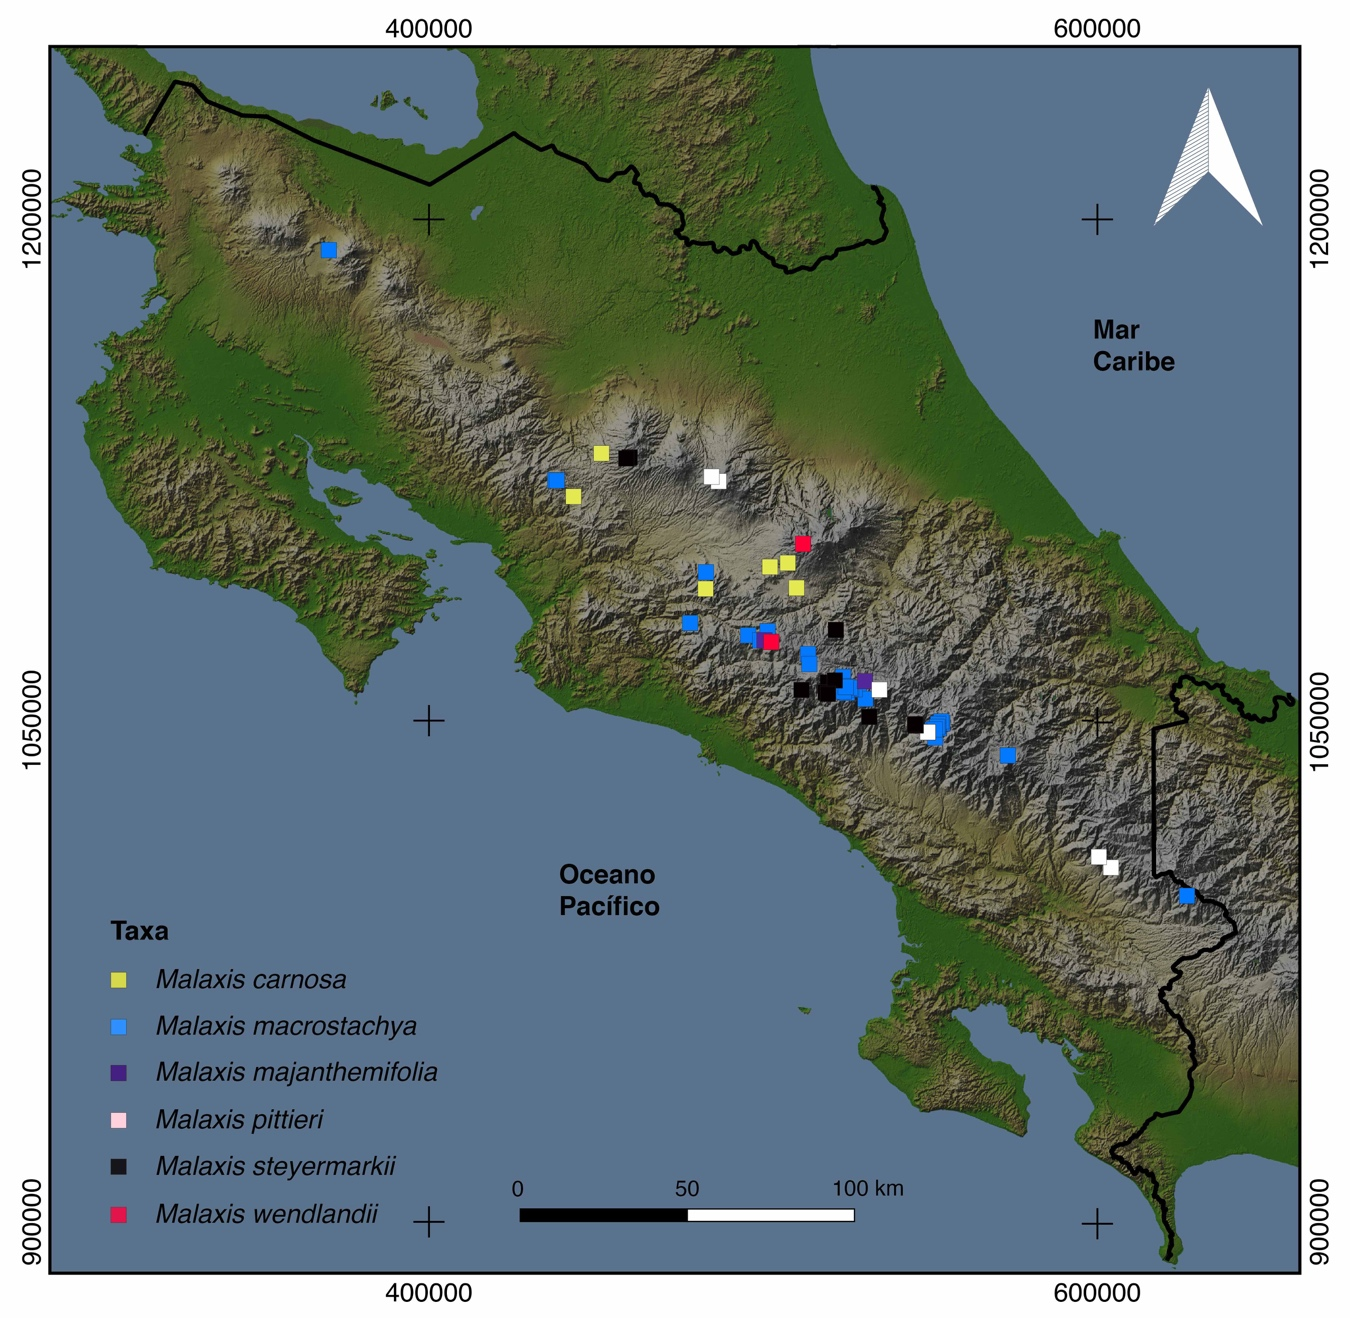 400000
600000
1200000
1200000
Mar
Caribe
1050000
1050000
Oceano
Pacífico
Taxa
Malaxis carnosa
Malaxis macrostachya
Malaxis majanthemifolia
Malaxis pittieri
Malaxis steyermarkii
Malaxis wendlandii
0 50 100 km
900000
900000
400000
600000